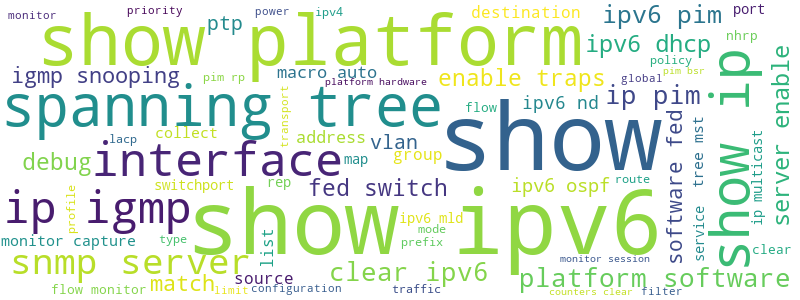 monitor
priority
power
ipv4
destination
ipv6 pim
port
show platform
ptp
ipv6 dhcp
nhrp
igmp snooping
pim rp
macro auto
platform hardware
enable traps
global
policy
pim bsr
spanning tree
transport
flow
ipv6 nd
ip pim
show ip
server enable
lacp
collect
address
vlan
show
software fed
tree mst
ip multicast
debug
interface
map
group
switchport
rep
fed switch
ipv6 ospf
route
profile
ip igmp
show ipv6
ipv6 mld
mode
prefix
service
monitor capture
type
list
clear
snmp server
match
source
clear ipv6
monitor session
platform software
flow monitor
limit
configuration
traffic
counters clear
filter